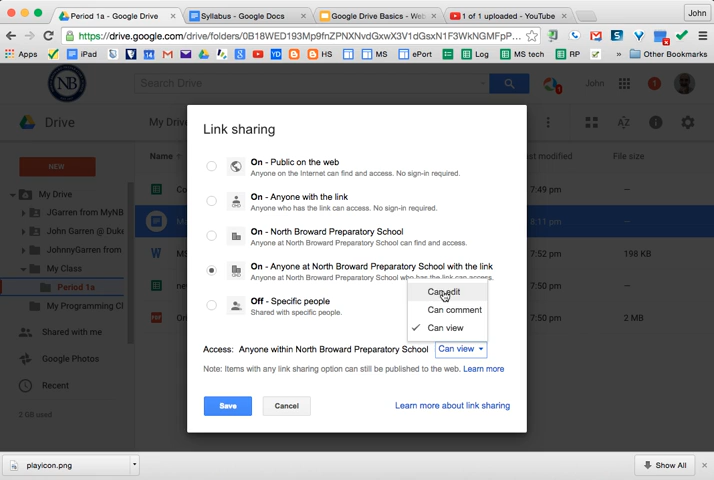 Period 1a - Google Drive
Syllabus - Google Docs
Google Drive Basics - Web
1 of 1 uploaded - YouTube
John
https://drive.google.com/drive/folders/0B18WED193Mp9fnZPNXNvdGxwX3V1dGsxN1F3WkNGMFpP...
Apps
iPad
14
YD
HS
MS
ePort
Log
MS tech
RP
»
Other Bookmarks
NB
Search Drive
John
1
Drive
My Drive
NEW
Name
last modified
File size
My Drive
JGarren from MyNB
John Garren @ Duke
JohnnyGarren from
My Class
Period 1a
My Programming
Shared with me
Google Photos
Recent
2 GB used
7:49 pm
8:11 pm
7:52 pm
198 KB
7:50 pm
7:52 pm
2 MB
Link sharing
On - Public on the web
Anyone on the Internet can find and access. No sign-in required.
On - Anyone with the link
Anyone who has the link can access. No sign-in required.
On - North Broward Preparatory School
Anyone at North Broward Preparatory School can find and access.
On - Anyone at North Broward Preparatory School with the link
Anyone at North Broward Preparatory School who has the link can access.
Off - Specific people
Shared with specific people.
Can edit
Can comment
Can view
Access: Anyone within North Broward Preparatory School Can view
Note: Items with any link sharing option can still be published to the web. Learn more
Save
Cancel
Learn more about link sharing
playicon.png
Show All